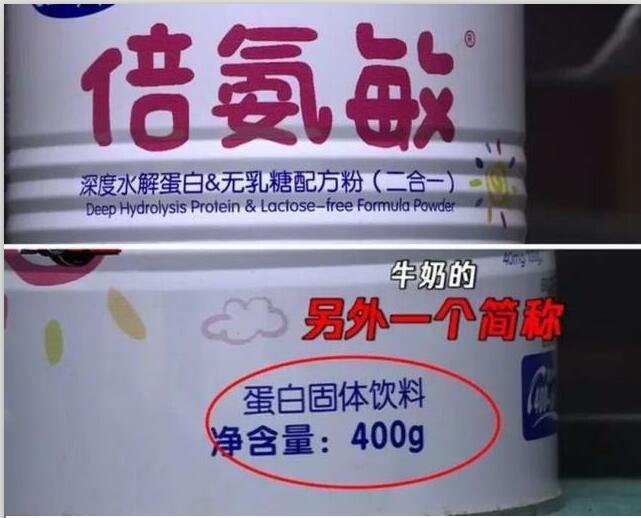 倍氨敏®
深度水解蛋白&无乳糖配方粉（二合一）
Deep Hydrolysis Protein & Lactose-free Formula Powder
牛奶的
另外一个简称
蛋白固体饮料
净含量：400g